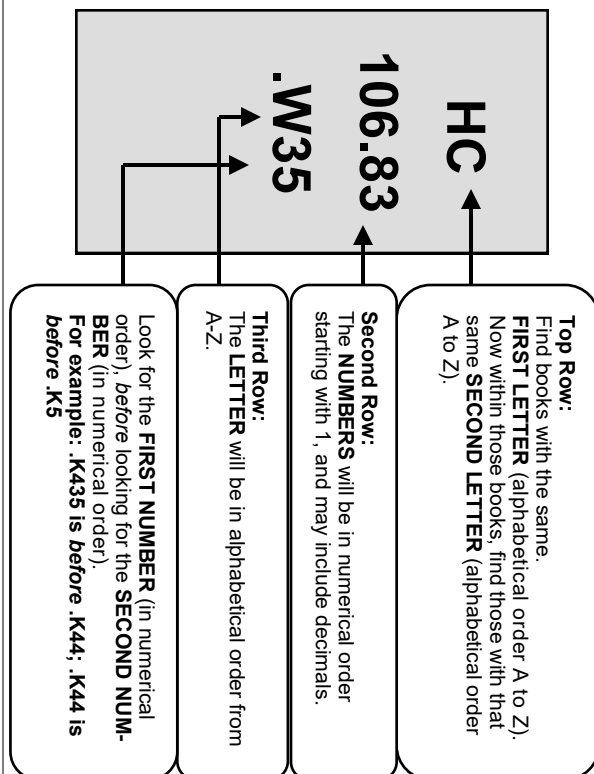 HC
106.83
.W35
Top Row:
Find books with the same.
FIRST LETTER (alphabetical order A to Z).
Now within those books, find those with that
same SECOND LETTER (alphabetical order
A to Z).
Second Row:
The NUMBERS will be in numerical order
starting with 1, and may include decimals.
Third Row:
The LETTER will be in alphabetical order from
A-Z.
Look for the FIRST NUMBER (in numerical
order), before looking for the SECOND NUM-
BER (in numerical order).
For example: .K435 is before .K44; .K44 is
before .K5